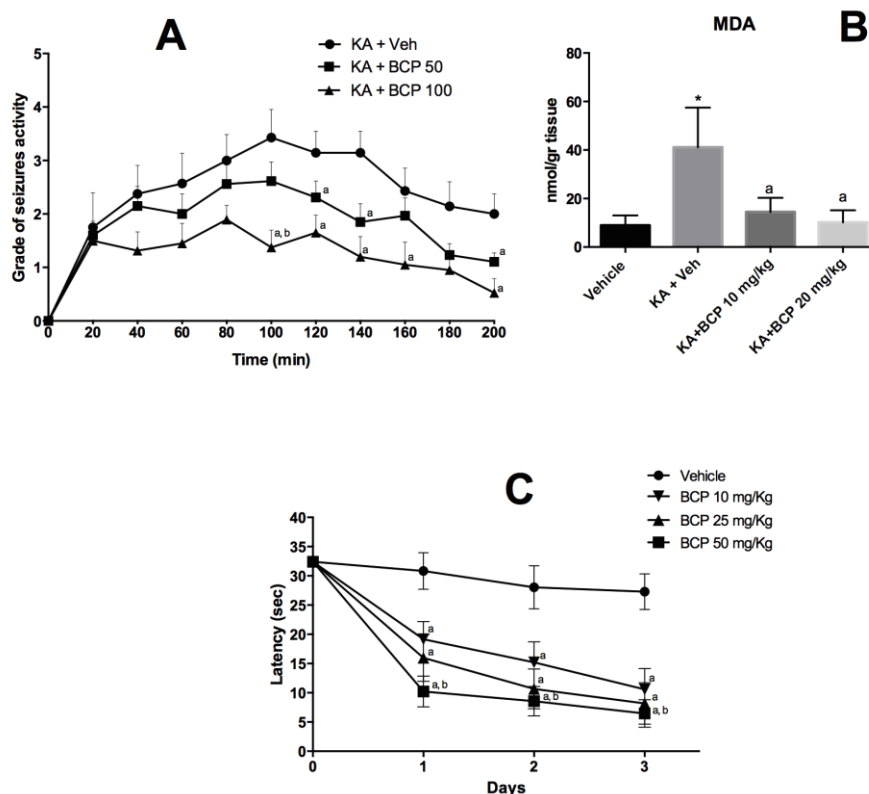 A
KA + Veh
KA + BCP 50
KA + BCP 100
5
4
3
2
1
0
Grade of seizures activity
a
a
a
a, b
a
a
a
a
0 20 40 60 80 100 120 140 160 180 200
Time (min)
MDA
B
80
60
40
20
0
nmol/gr tissue
*
a
a
Vehicle
KA + Veh
KA+BCP 10 mg/kg
KA+BCP 20 mg/kg
C
Vehicle
BCP 10 mg/Kg
BCP 25 mg/Kg
BCP 50 mg/Kg
40
35
30
25
20
15
10
5
0
Latency (sec)
a
a
a, b
a
a
a, b
a
a
a, b
0 1 2 3
Days